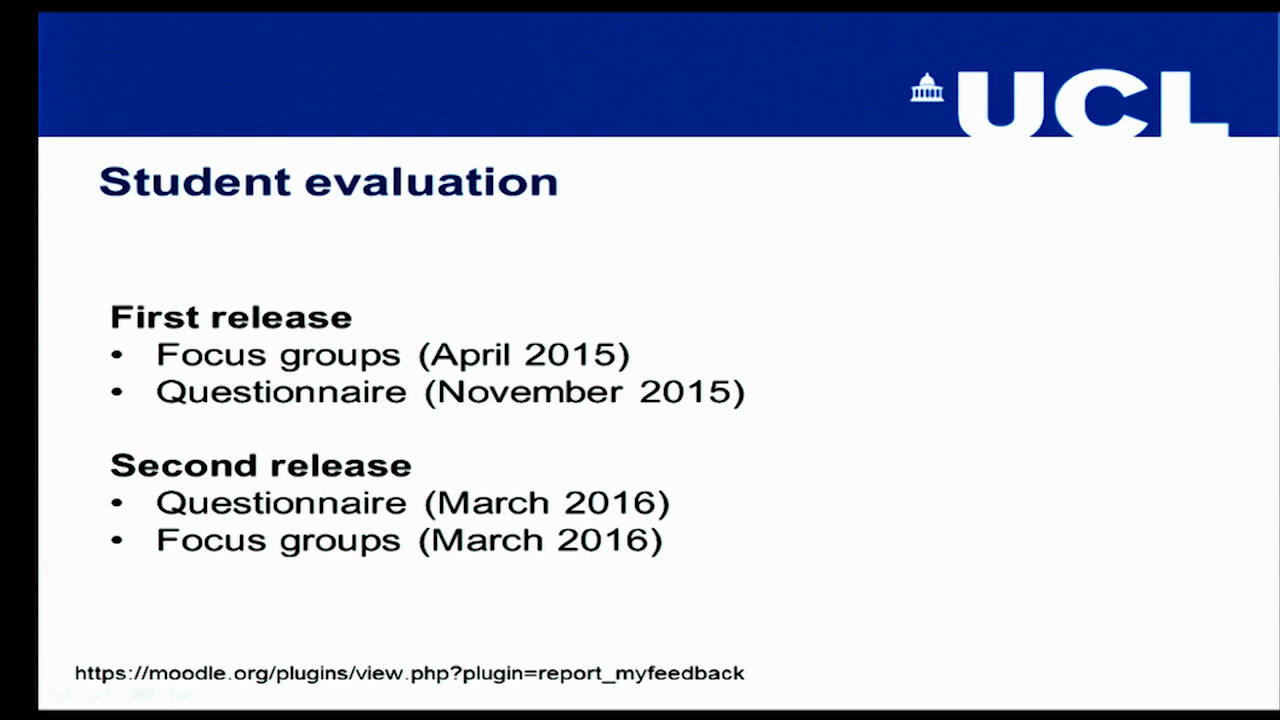 UCL
Student evaluation
First release
• Focus groups (April 2015)
• Questionnaire (November 2015)
Second release
• Questionnaire (March 2016)
• Focus groups (March 2016)
https://moodle.org/plugins/view.php?plugin=report_myfeedback